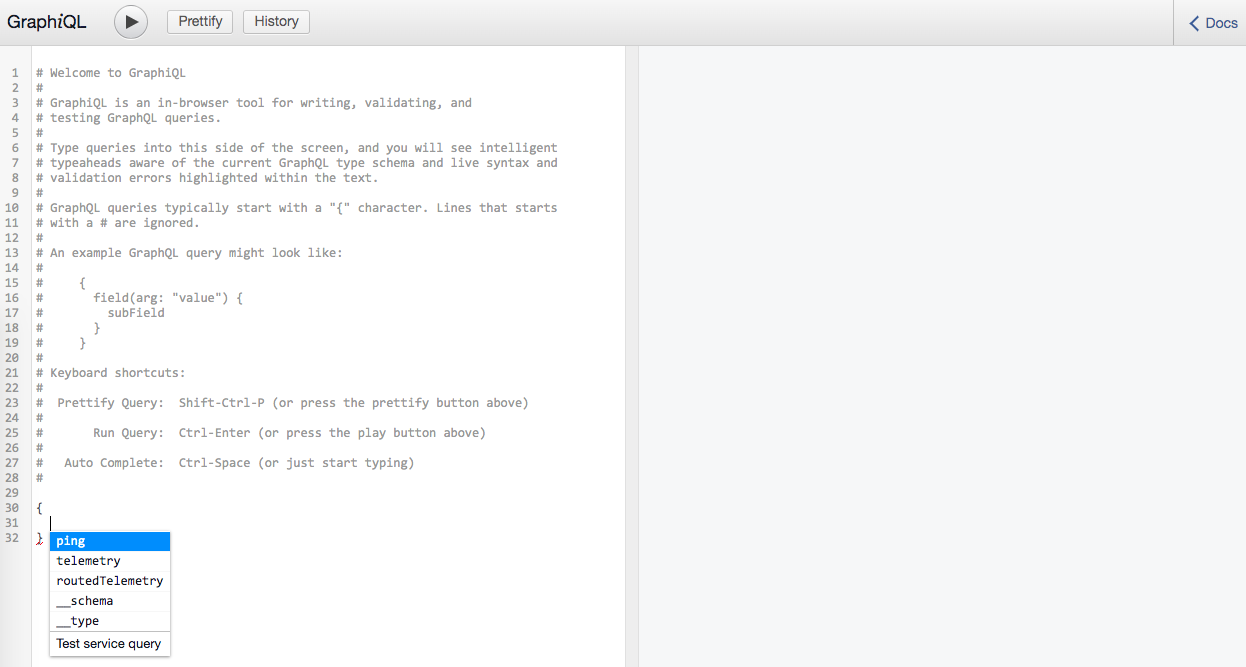 GraphiQL Prettify History Docs
1 # Welcome to GraphiQL
2 #
3 # GraphiQL is an in-browser tool for writing, validating, and
4 # testing GraphQL queries.
5 #
6 # Type queries into this side of the screen, and you will see intelligent
7 # typeaheads aware of the current GraphQL type schema and live syntax and
8 # validation errors highlighted within the text.
9 #
10 # GraphQL queries typically start with a "{" character. Lines that starts
11 # with a # are ignored.
12 #
13 # An example GraphQL query might look like:
14 #
15 #     {
16 #       field(arg: "value") {
17 #         subField
18 #       }
19 #     }
20 #
21 # Keyboard shortcuts:
22 #
23 #  Prettify Query:  Shift-Ctrl-P (or press the prettify button above)
24 #
25 #       Run Query:  Ctrl-Enter (or press the play button above)
26 #
27 #   Auto Complete:  Ctrl-Space (or just start typing)
28 #
29
30 {
31
32 }
ping
telemetry
routedTelemetry
__schema
__type
Test service query